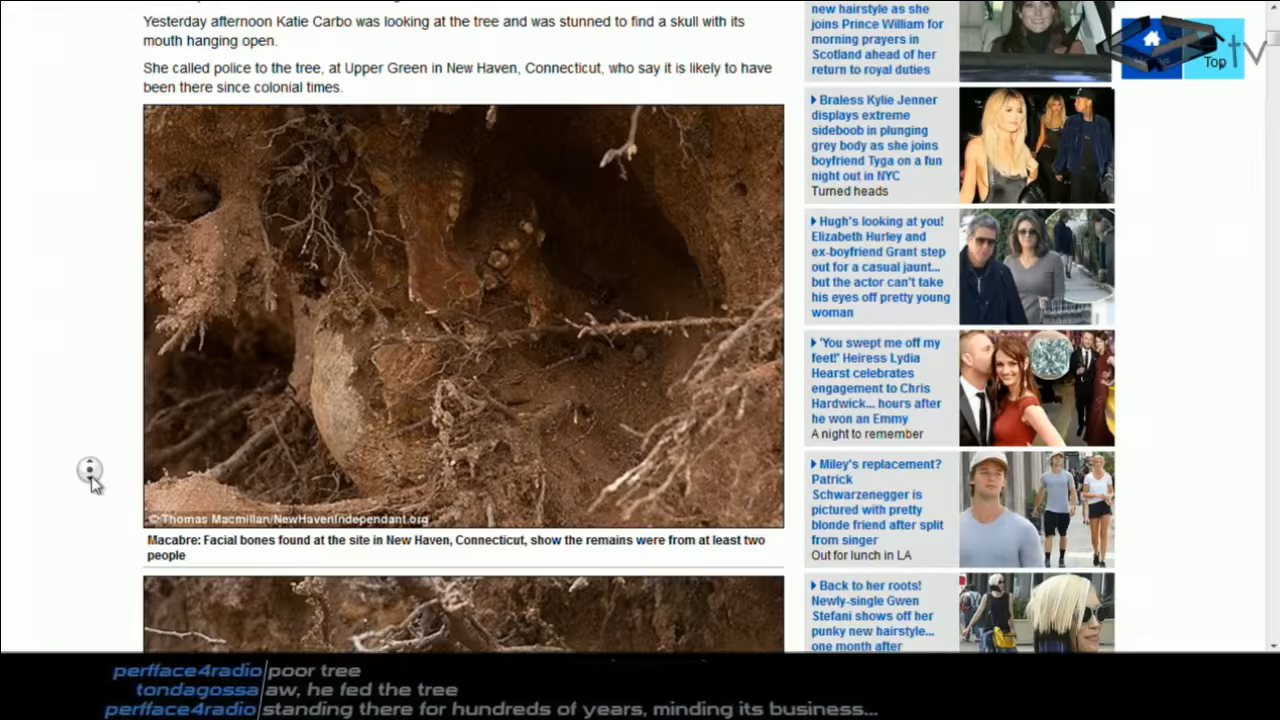 Yesterday afternoon Katie Carbo was looking at the tree and was stunned to find a skull with its
mouth hanging open.
She called police to the tree, at Upper Green in New Haven, Connecticut, who say it is likely to have
been there since colonial times.
© Thomas Macmillan/NewHavenIndependant.org
Macabre: Facial bones found at the site in New Haven, Connecticut, show the remains were from at least two
people
new hairstyle as she
joins Prince William for
morning prayers in
Scotland ahead of her
return to royal duties
Braless Kylie Jenner
displays extreme
sideboob in plunging
grey body as she joins
boyfriend Tyga on a fun
night out in NYC
Turned heads
Hugh's looking at you!
Elizabeth Hurley and
ex-boyfriend Grant step
out for a casual jaunt...
but the actor can't take
his eyes off pretty young
woman
'You swept me off my
feet!' Heiress Lydia
Hearst celebrates
engagement to Chris
Hardwick... hours after
he won an Emmy
A night to remember
Miley's replacement?
Patrick
Schwarzenegger is
pictured with pretty
blonde friend after split
from singer
Out for lunch in LA
Back to her roots!
Newly-single Gwen
Stefani shows off her
punky new hairstyle...
one month after
Top
tv
perfface4radio poor tree
tondagossa aw, he fed the tree
perfface4radio standing there for hundreds of years, minding its business...